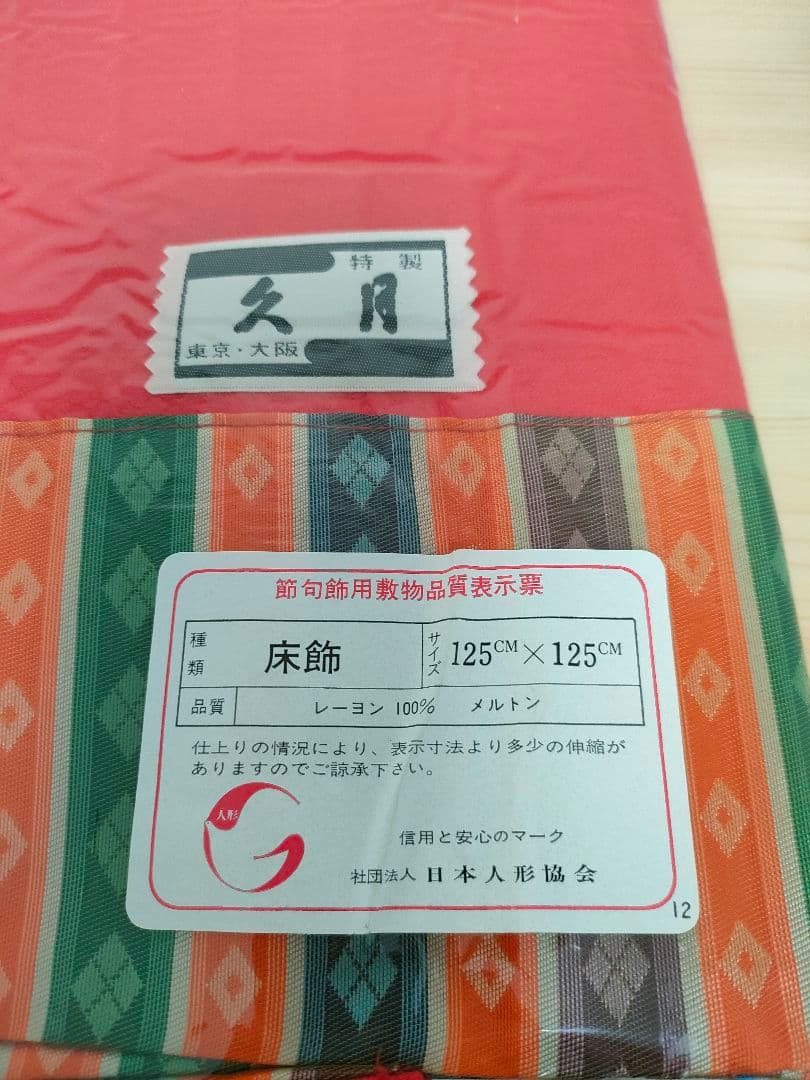 特製
久月
東京・大阪
節句飾用敷物品質表示票
種類 床飾 サイズ 125CM×125CM
品質 レーヨン 100% メルトン
仕上りの情況により、表示寸法より多少の伸縮が
ありますのでご諒承下さい。
人形
信用と安心のマーク
社団法人 日本人形協会
12